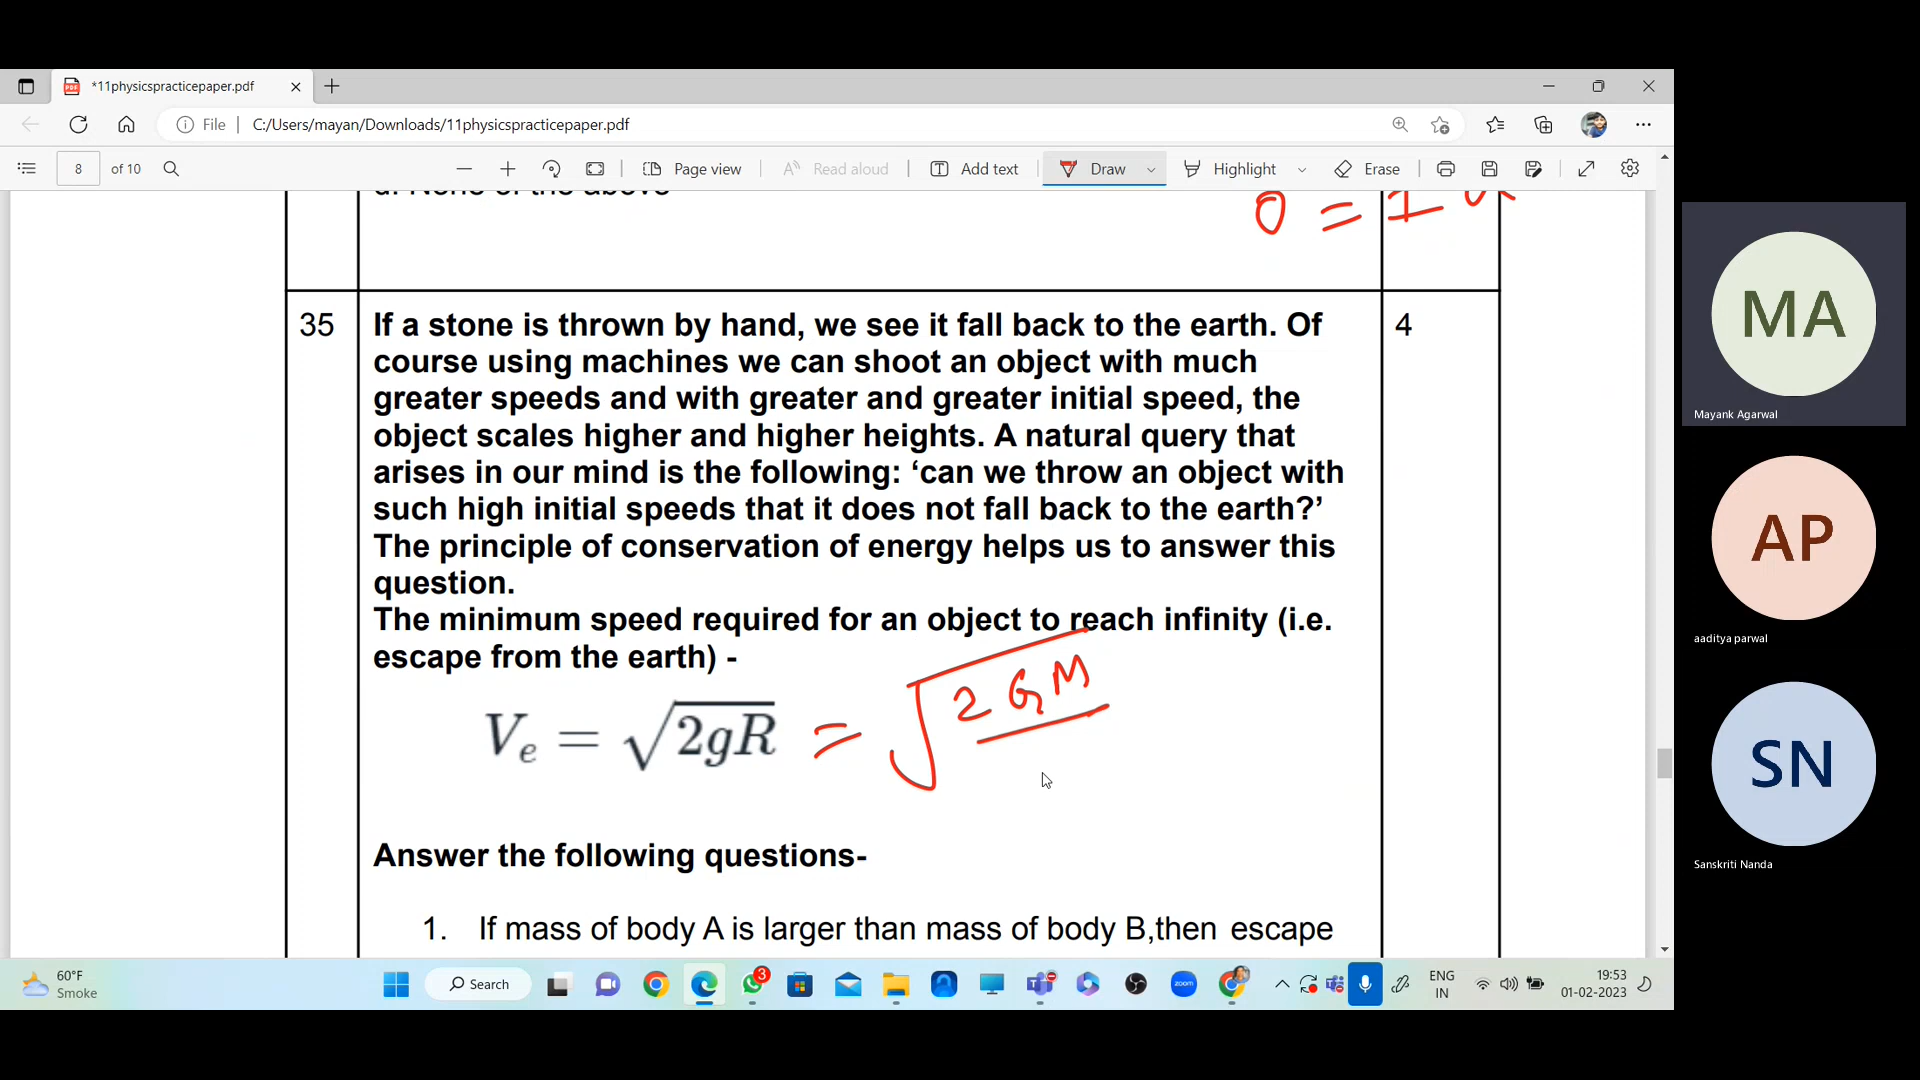 *11physicspracticepaper.pdf
File C:/Users/mayan/Downloads/11physicspracticepaper.pdf
8 of 10 Page view Read aloud Add text Draw Highlight Erase
d. None of the above
0 = I
35 If a stone is thrown by hand, we see it fall back to the earth. Of 4
course using machines we can shoot an object with much
greater speeds and with greater and greater initial speed, the
object scales higher and higher heights. A natural query that
arises in our mind is the following: ‘can we throw an object with
such high initial speeds that it does not fall back to the earth?’
The principle of conservation of energy helps us to answer this
question.
The minimum speed required for an object to reach infinity (i.e.
escape from the earth) -
Ve = √2gR = √2GM
Answer the following questions-
1. If mass of body A is larger than mass of body B,then escape
MA
Mayank Agarwal
AP
aaditya parwal
SN
Sanskriti Nanda
60°F
Smoke
Search
3
zoom
ENG
IN
19:53
01-02-2023